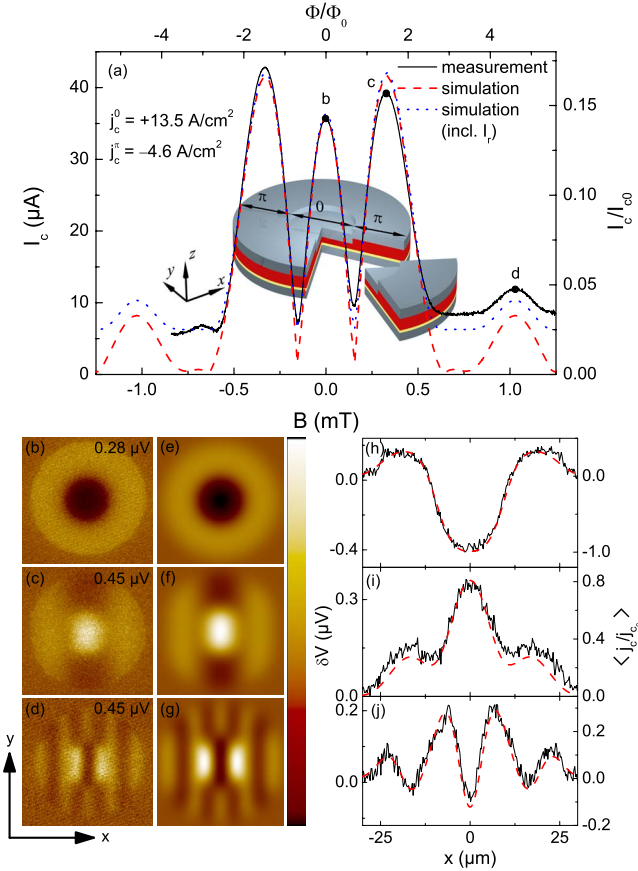 Φ/Φ0
-4 -2 0 2 4
(a)
measurement
simulation
simulation
(incl. Ir)
b
c
d
jc0 = +13.5 A/cm2
jcπ = −4.6 A/cm2
π 0 π
z
y
x
Ic (μA)
40
30
20
10
0
Ic/Ic0
0.15
0.10
0.05
0.00
-1.0 -0.5 0.0 0.5 1.0
B (mT)
(b) 0.28 μV (e)
(c) 0.45 μV (f)
(d) 0.45 μV (g)
y
x
(h)
0.0
-0.4
0.0
-1.0
(i)
0.3
0.0
0.8
0.4
0.0
(j)
0.2
0.0
0.2
0.0
-0.2
δV (μV)
-25 0 25
x (μm)